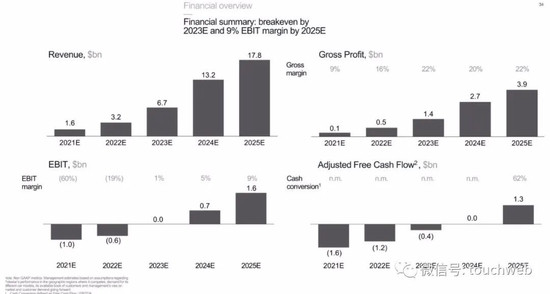 Financial overview
34
Financial summary: breakeven by
2023E and 9% EBIT margin by 2025E
Revenue, $bn
1.6
3.2
6.7
13.2
17.8
2021E 2022E 2023E 2024E 2025E
Gross Profit, $bn
Gross
margin
9% 16% 22% 20% 22%
0.1
0.5
1.4
2.7
3.9
2021E 2022E 2023E 2024E 2025E
EBIT, $bn
EBIT
margin
(60%) (19%) 1% 5% 9%
(1.0)
(0.6)
0.0
0.7
1.6
2021E 2022E 2023E 2024E 2025E
Adjusted Free Cash Flow2, $bn
Cash
conversion1
n.m. n.m. n.m. n.m. 62%
(1.6)
(1.2)
(0.4)
0.0
1.3
2021E 2022E 2024E
微信号: touchweb